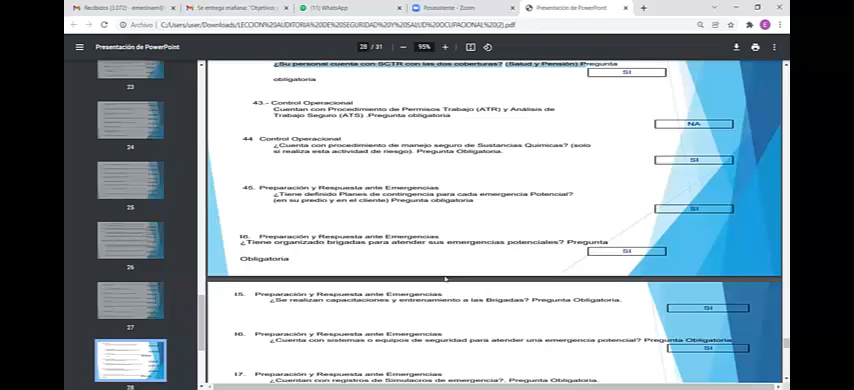 Recibidos (3.072) - emedinam@
Se entrega mañana: "Objetivos
(11) WhatsApp
Posasistente - Zoom
Presentación de PowerPoint
Archivo | C:/Users/user/Downloads/LECCION%20AUDITORIA%20DE%20SEGURIDAD%20Y%20SALUD%20OCUPACIONAL%20(2).pdf
Presentación de PowerPoint
28 / 31
95%
23
24
25
26
27
28
¿Su personal cuenta con SCTR con las dos coberturas? (Salud y Pensión) Pregunta
obligatoria
SI
43.- Control Operacional
Cuentan con Procedimiento de Permisos Trabajo (ATR) y Análisis de
Trabajo Seguro (ATS) .Pregunta obligatoria
NA
44 Control Operacional
¿Cuenta con procedimiento de manejo seguro de Sustancias Quimicas? (solo
si realiza esta actividad de riesgo). Pregunta Obligatoria.
SI
45. Preparación y Respuesta ante Emergencias
¿Tiene definido Planes de contingencia para cada emergencia Potencial?
(en su predio y en el cliente) Pregunta obligatoria
SI
16. Preparación y Respuesta ante Emergencias
¿Tiene organizado brigadas para atender sus emergencias potenciales? Pregunta
Obligatoria
SI
15. Preparación y Respuesta ante Emergencias
¿Se realizan capacitaciones y entrenamiento a las Brigadas? Pregunta Obligatoria.
SI
16. Preparación y Respuesta ante Emergencias
¿Cuenta con sistemas o equipos de seguridad para atender una emergencia potencial? Pregunta Obligatoria
SI
17. Preparación y Respuesta ante Emergencias
¿Cuentan con registros de Simulacros de emergencia?. Pregunta Obligatoria.